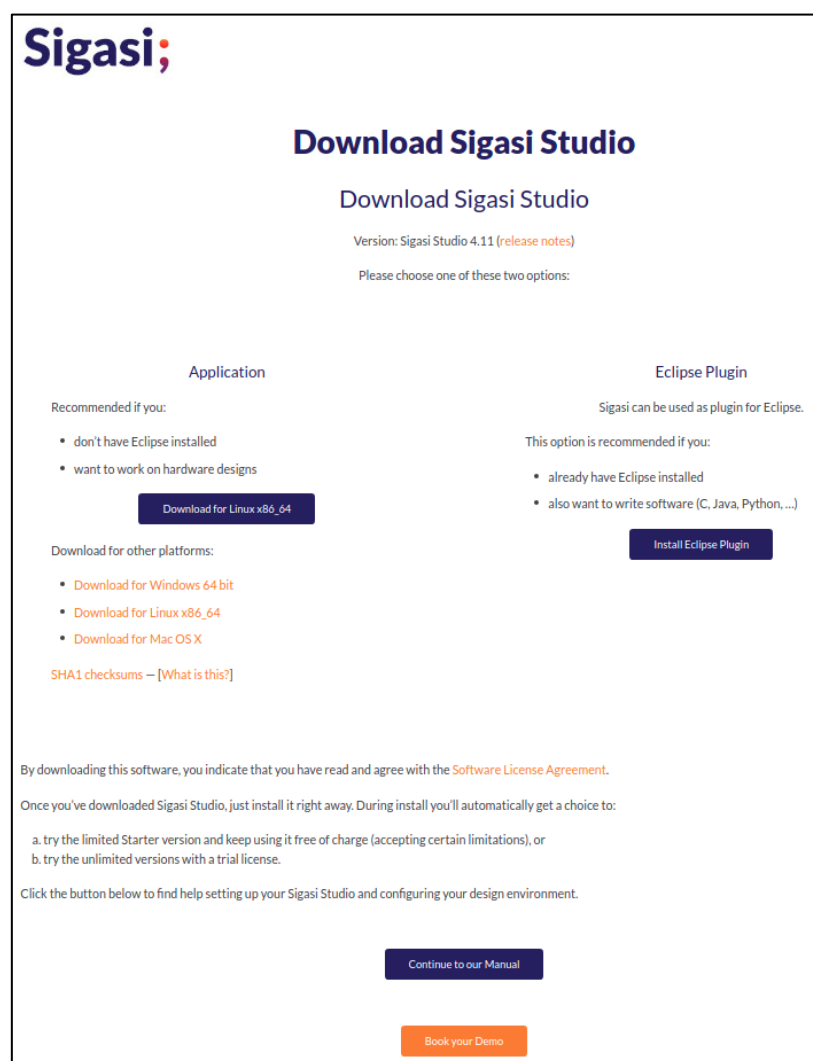 Sigasi;
Download Sigasi Studio
Download Sigasi Studio
Version: Sigasi Studio 4.11 (release notes)
Please choose one of these two options:
Application
Recommended if you:
• don't have Eclipse installed
• want to work on hardware designs
Download for Linux x86_64
Download for other platforms:
• Download for Windows 64 bit
• Download for Linux x86_64
• Download for Mac OS X
SHA1 checksums — [What is this?]
Eclipse Plugin
Sigasi can be used as plugin for Eclipse.
This option is recommended if you:
• already have Eclipse installed
• also want to write software (C, Java, Python, ...)
Install Eclipse Plugin
By downloading this software, you indicate that you have read and agree with the Software License Agreement.
Once you've downloaded Sigasi Studio, just install it right away. During install you'll automatically get a choice to:
a. try the limited Starter version and keep using it free of charge (accepting certain limitations), or
b. try the unlimited versions with a trial license.
Click the button below to find help setting up your Sigasi Studio and configuring your design environment.
Continue to our Manual
Book your Demo